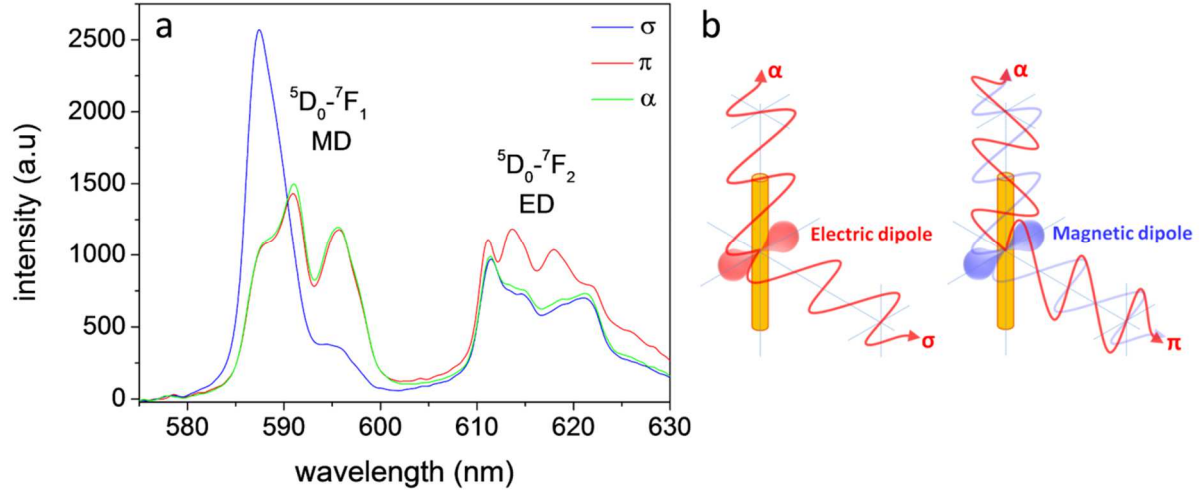 a
intensity (a.u)
2500
2000
1500
1000
500
0
580
590
600
610
620
630
wavelength (nm)
⁵D₀-⁷F₁
MD
⁵D₀-⁷F₂
ED
σ
π
α
b
α
Electric dipole
σ
α
Magnetic dipole
π